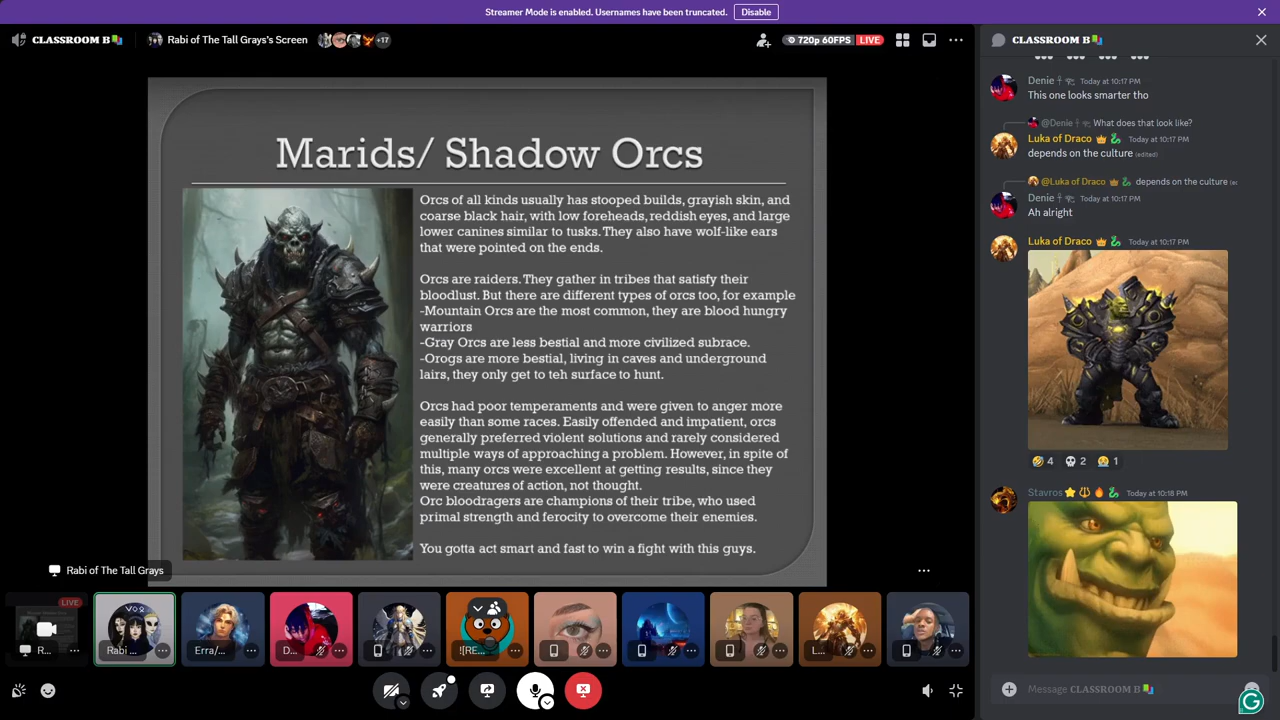 Streamer Mode is enabled. Usernames have been truncated. Disable
CLASSROOM B
Rabi of The Tall Grays's Screen
+17
720p 60FPS LIVE
Marids/ Shadow Orcs
Orcs of all kinds usually has stooped builds, grayish skin, and
coarse black hair, with low foreheads, reddish eyes, and large
lower canines similar to tusks. They also have wolf-like ears
that were pointed on the ends.
Orcs are raiders. They gather in tribes that satisfy their
bloodlust. But there are different types of orcs too, for example
-Mountain Orcs are the most common, they are blood hungry
warriors
-Gray Orcs are less bestial and more civilized subrace.
-Orogs are more bestial, living in caves and underground
lairs, they only get to teh surface to hunt.
Orcs had poor temperaments and were given to anger more
easily than some races. Easily offended and impatient, orcs
generally preferred violent solutions and rarely considered
multiple ways of approaching a problem. However, in spite of
this, many orcs were excellent at getting results, since they
were creatures of action, not thought.
Orc bloodragers are champions of their tribe, who used
primal strength and ferocity to overcome their enemies.
You gotta act smart and fast to win a fight with this guys.
Rabi of The Tall Grays
LIVE
R...
Rabi ...
Erra/...
D...
![RE...
L...
CLASSROOM B
Denie Today at 10:17 PM
This one looks smarter tho
@Denie What does that look like?
Luka of Draco Today at 10:17 PM
depends on the culture (edited)
@Luka of Draco depends on the culture
Denie Today at 10:17 PM
Ah alright
Luka of Draco Today at 10:17 PM
4 2 1
Stavros Today at 10:18 PM
Message CLASSROOM B